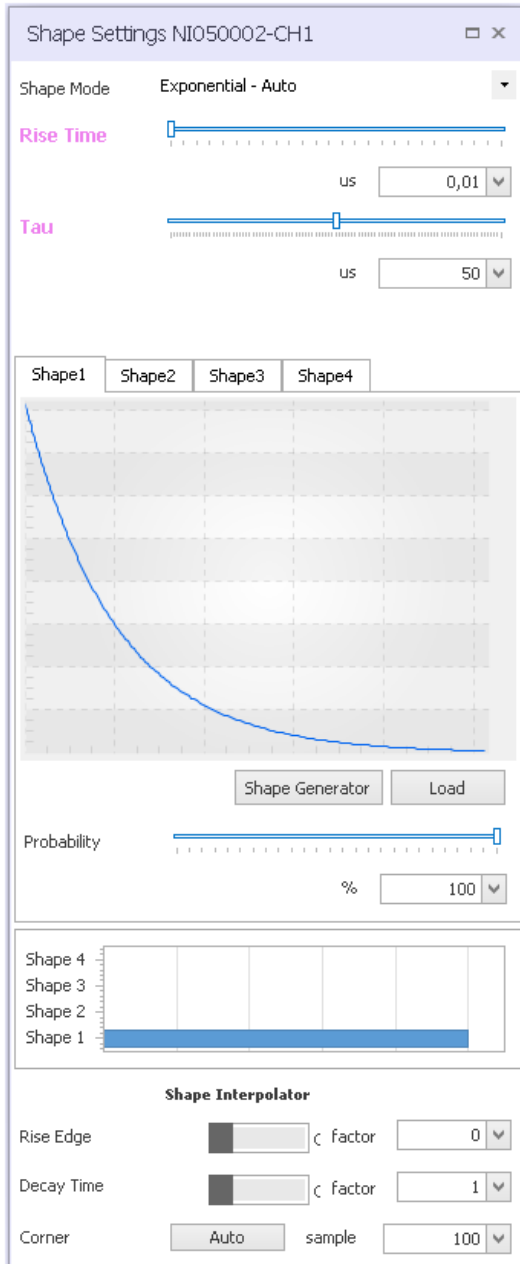 Shape Settings NI050002-CH1
Shape Mode Exponential - Auto
Rise Time
us 0,01
Tau
us 50
Shape1 Shape2 Shape3 Shape4
Shape Generator Load
Probability
% 100
Shape 4
Shape 3
Shape 2
Shape 1
Shape Interpolator
Rise Edge factor 0
Decay Time factor 1
Corner Auto sample 100